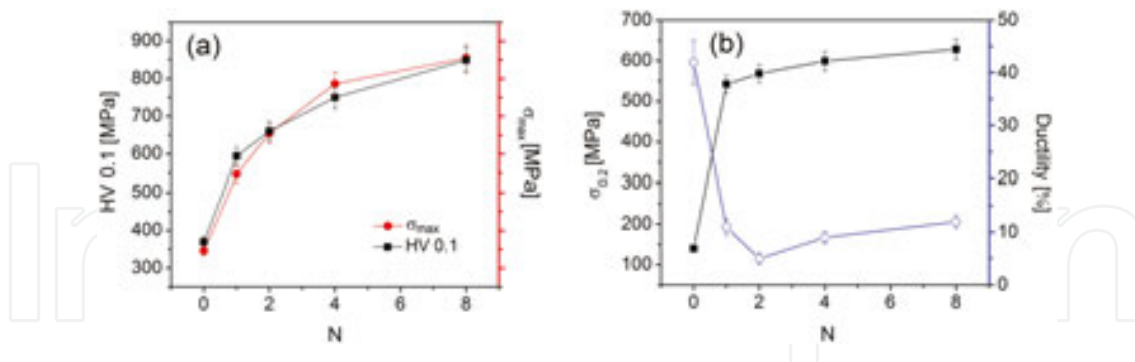 (a)
900
800
700
600
500
400
300
HV 0.1 [MPa]
σmax [MPa]
σmax
HV 0.1
0 2 4 6 8
N
(b)
700
600
500
400
300
200
100
σ0.2 [MPa]
50
40
30
20
10
0
Ductility [%]
0 2 4 6 8
N